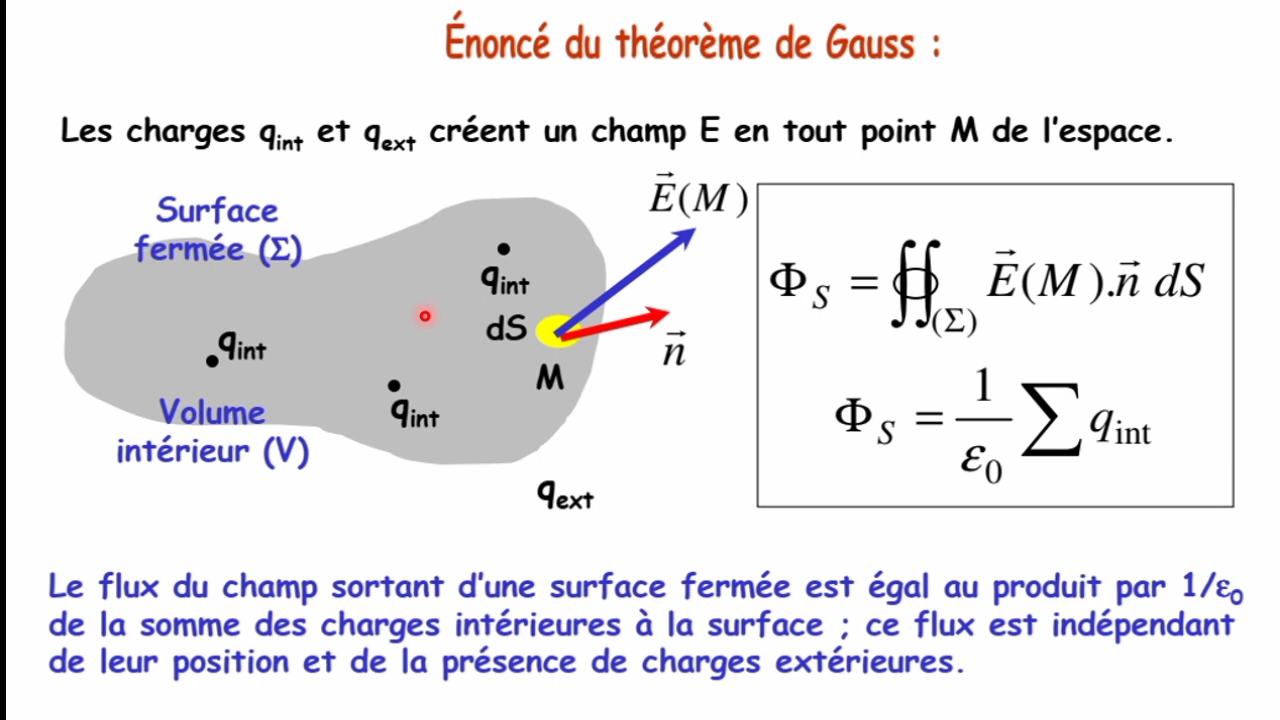 Énoncé du théorème de Gauss :
Les charges q_int et q_ext créent un champ E en tout point M de l'espace.
Surface
fermée (Σ)
q_int
Volume
intérieur (V)
q_int
q_int
dS
M
q_ext
E⃗(M)
n⃗
Φ_S = ∯_(Σ) E⃗(M).n⃗ dS
Φ_S = 1/ε_0 ∑ q_int
Le flux du champ sortant d'une surface fermée est égal au produit par 1/ε₀
de la somme des charges intérieures à la surface ; ce flux est indépendant
de leur position et de la présence de charges extérieures.